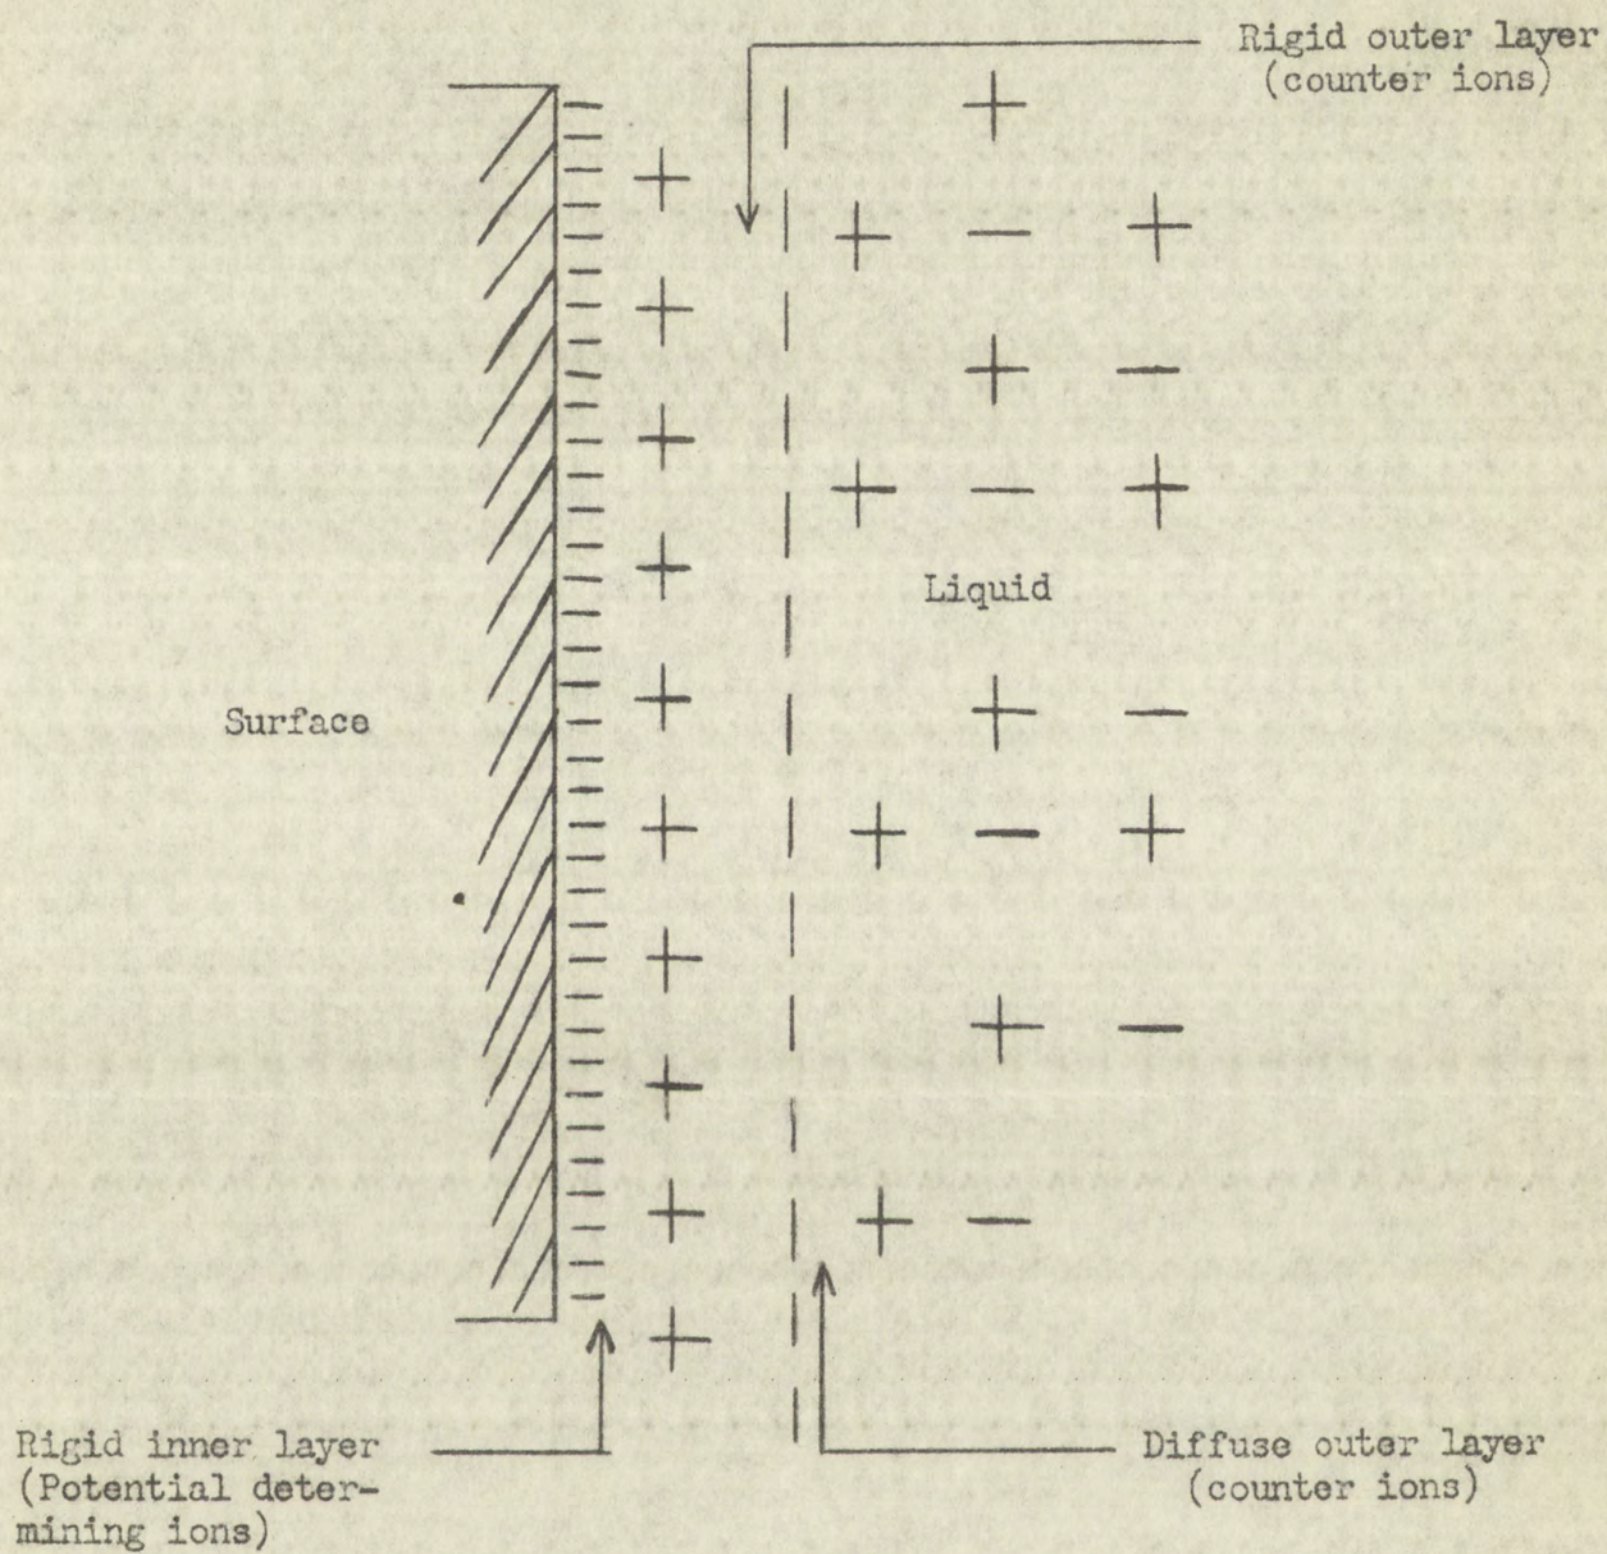 Rigid outer layer
(counter ions)
Liquid
Surface
Rigid inner layer
(Potential deter-
mining ions)
Diffuse outer layer
(counter ions)